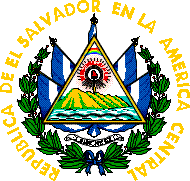 REPUBLICA DE EL SALVADOR EN LA AMERICA CENTRAL